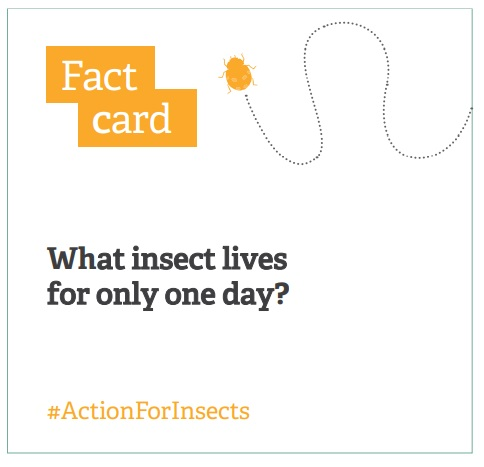 Fact
card
What insect lives
for only one day?
#ActionForInsects